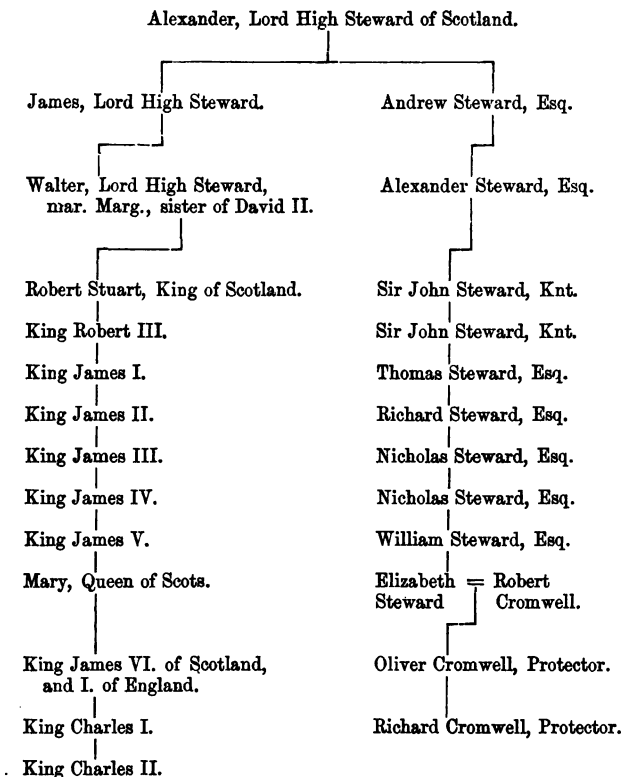 Alexander, Lord High Steward of Scotland.
James, Lord High Steward.
Andrew Steward, Esq.
Walter, Lord High Steward,
mar. Marg., sister of David II.
Alexander Steward, Esq.
Robert Stuart, King of Scotland.
Sir John Steward, Knt.
King Robert III.
Sir John Steward, Knt.
King James I.
Thomas Steward, Esq.
King James II.
Richard Steward, Esq.
King James III.
Nicholas Steward, Esq.
King James IV.
Nicholas Steward, Esq.
King James V.
William Steward, Esq.
Mary, Queen of Scots.
Elizabeth = Robert
Steward Cromwell.
King James VI. of Scotland,
and I. of England.
Oliver Cromwell, Protector.
King Charles I.
Richard Cromwell, Protector.
King Charles II.